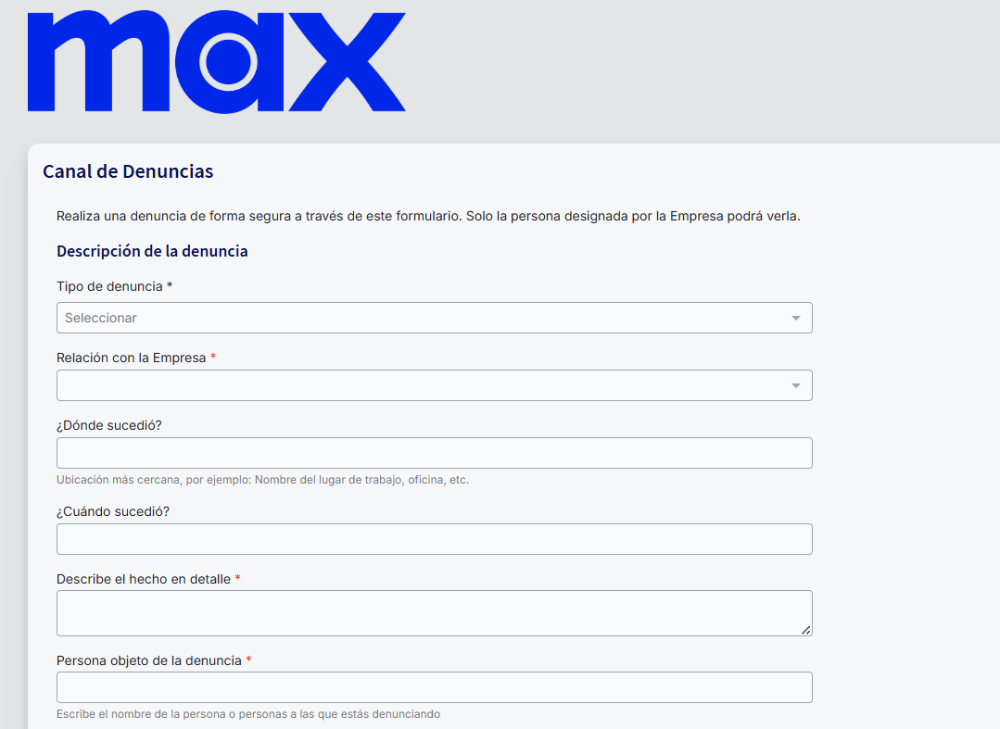 max
Canal de Denuncias
Realiza una denuncia de forma segura a través de este formulario. Solo la persona designada por la Empresa podrá verla.
Descripción de la denuncia
Tipo de denuncia *
Seleccionar
Relación con la Empresa *
¿Dónde sucedió?
Ubicación más cercana, por ejemplo: Nombre del lugar de trabajo, oficina, etc.
¿Cuándo sucedió?
Describe el hecho en detalle *
Persona objeto de la denuncia *
Escribe el nombre de la persona o personas a las que estás denunciando